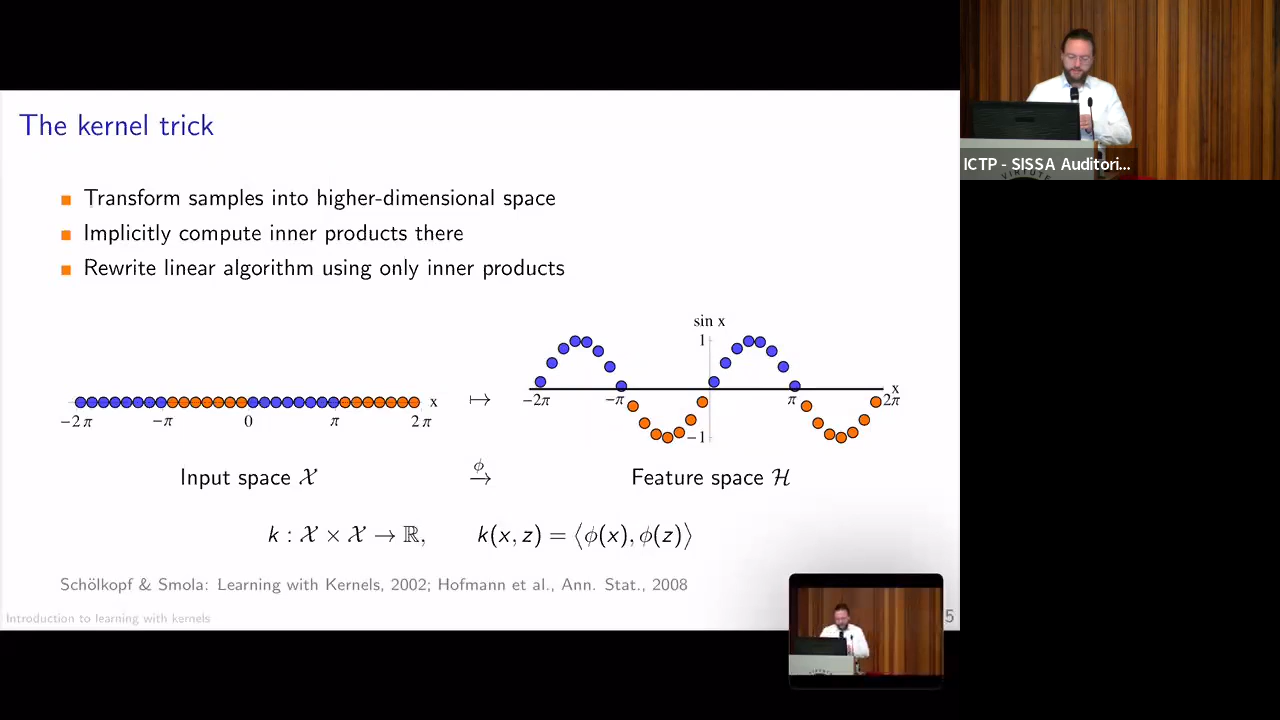 The kernel trick
Transform samples into higher-dimensional space
Implicitly compute inner products there
Rewrite linear algorithm using only inner products
sin x
1
x
−2π −π 0 π 2π
↦
−2π −π π 2π
x
−1
Input space 𝒳 ϕ→ Feature space ℋ
k : 𝒳 × 𝒳 → ℝ, k(x, z) = ⟨ϕ(x), ϕ(z)⟩
Schölkopf & Smola: Learning with Kernels, 2002; Hofmann et al., Ann. Stat., 2008
Introduction to learning with kernels
5
ICTP - SISSA Auditori...
VIRTUTE